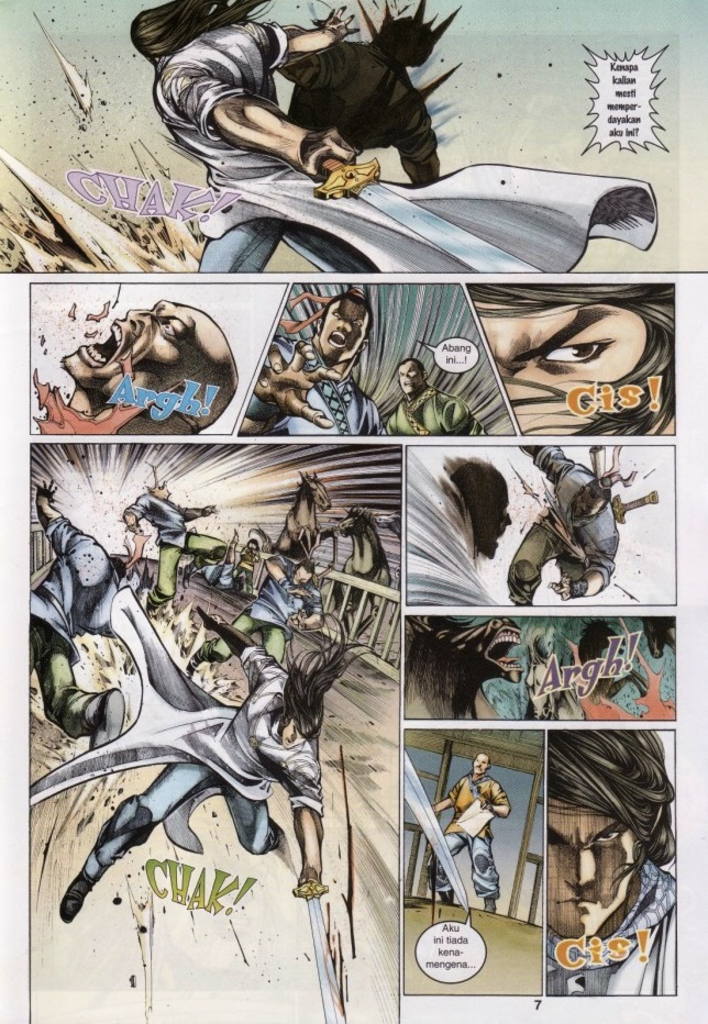 Kenapa
kalian
mesti
memper-
dayakan
aku ini?
CHAK!
Argh!
Abang
ini...!
Cis!
CHAK!
1
Argh!
Aku
ini tiada
kena-
mengena...
Cis!
7